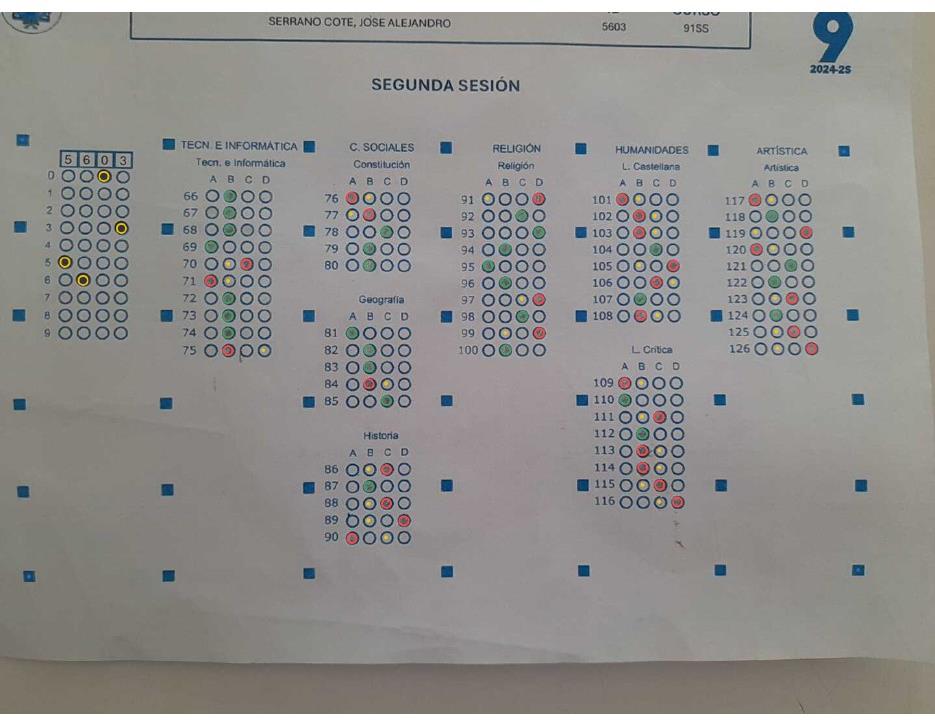 CURSO
SERRANO COTE, JOSE ALEJANDRO
5603
91SS
9
2024-2S
SEGUNDA SESIÓN
5 6 0 3
0
1
2
3
4
5
6
7
8
9
TECN. E INFORMÁTICA
Tecn. e Informática
A B C D
66
67
68
69
70
71
72
73
74
75
C. SOCIALES
Constitución
A B C D
76
77
78
79
80
Geografía
A B C D
81
82
83
84
85
Historia
A B C D
86
87
88
89
90
RELIGIÓN
Religión
A B C D
91
92
93
94
95
96
97
98
99
100
HUMANIDADES
L. Castellana
A B C D
101
102
103
104
105
106
107
108
L. Crítica
A B C D
109
110
111
112
113
114
115
116
ARTÍSTICA
Artística
A B C D
117
118
119
120
121
122
123
124
125
126